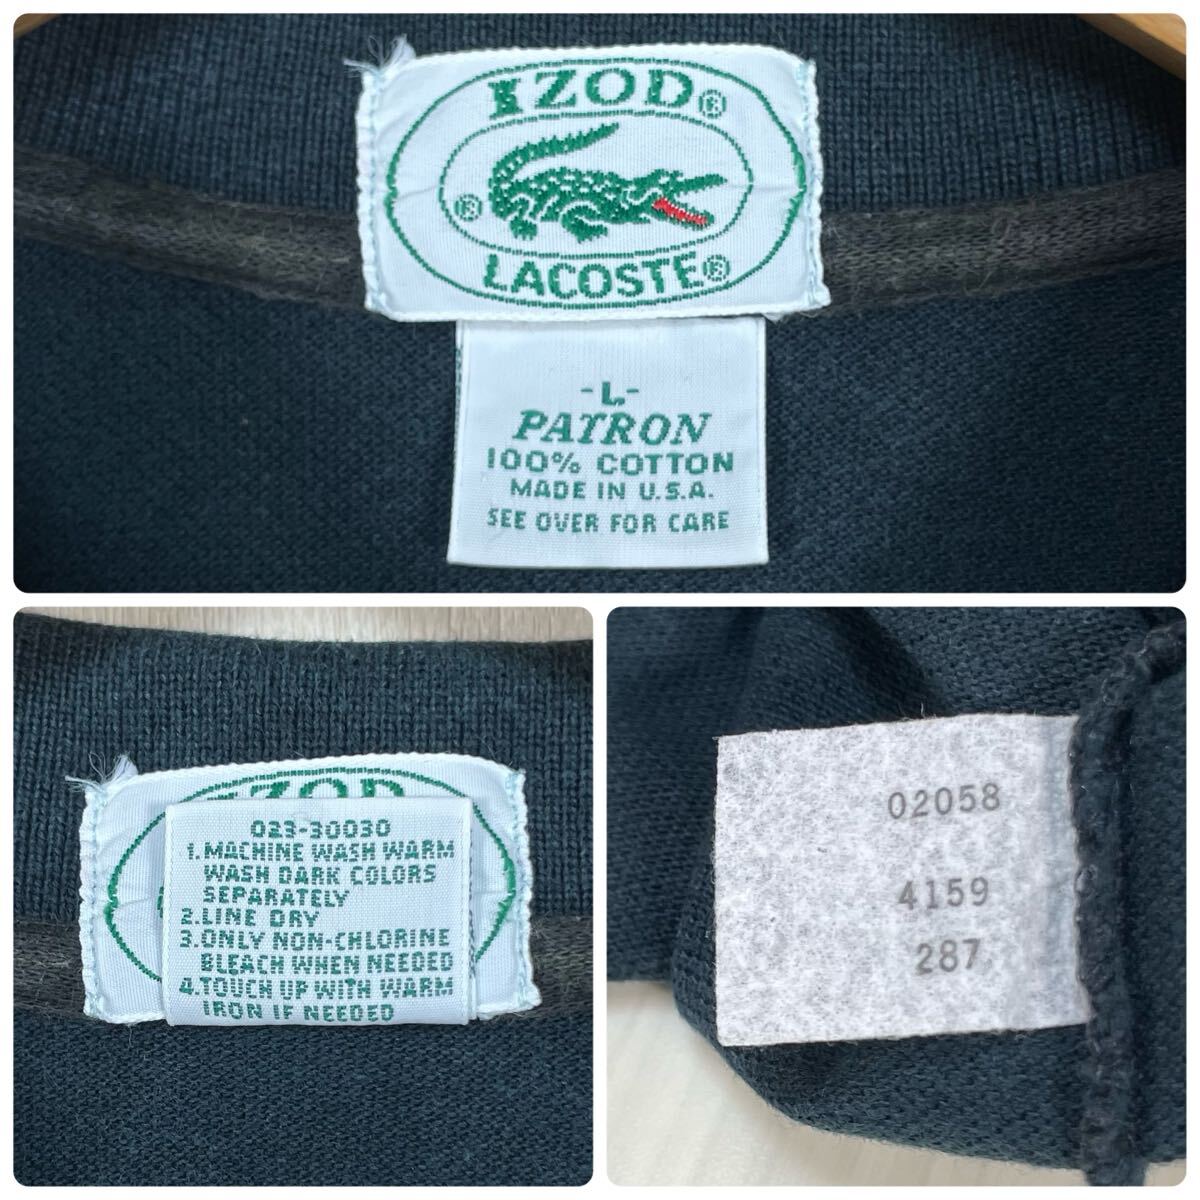 IZOD®
®
LACOSTE®
-L-
PATRON
100% COTTON
MADE IN U.S.A.
SEE OVER FOR CARE
IZOD
023-30030
1. MACHINE WASH WARM
WASH DARK COLORS
SEPARATELY
2. LINE DRY
3. ONLY NON-CHLORINE
BLEACH WHEN NEEDED
4. TOUCH UP WITH WARM
IRON IF NEEDED
02058
4159
287